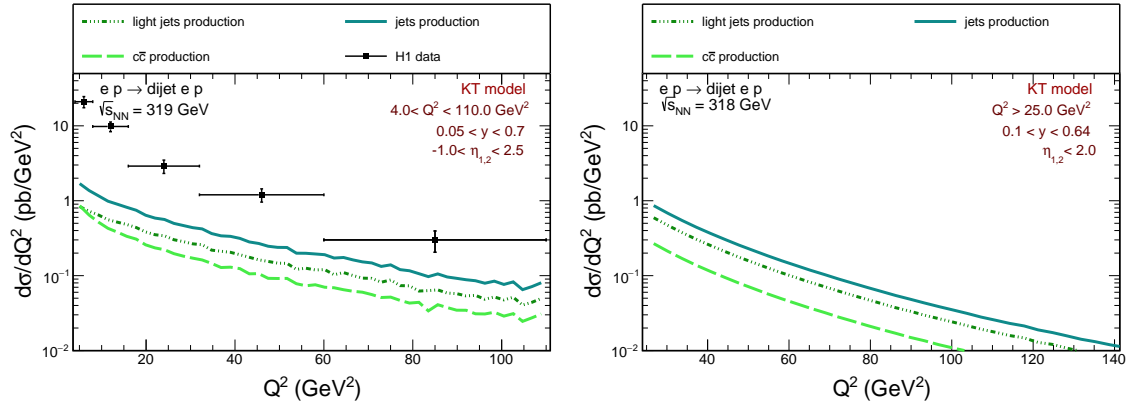 light jets production
jets production
cc̄ production
H1 data
e p → dijet e p
√s_NN = 319 GeV
KT model
4.0< Q² < 110.0 GeV²
0.05 < y < 0.7
-1.0< η_1,2 < 2.5
dσ/dQ² (pb/GeV²)
10
1
10⁻¹
10⁻²
20 40 60 80 100
Q² (GeV²)
light jets production
jets production
cc̄ production
e p → dijet e p
√s_NN = 318 GeV
KT model
Q² > 25.0 GeV²
0.1 < y < 0.64
η_1,2 < 2.0
dσ/dQ² (pb/GeV²)
10
1
10⁻¹
10⁻²
40 60 80 100 120 140
Q² (GeV²)